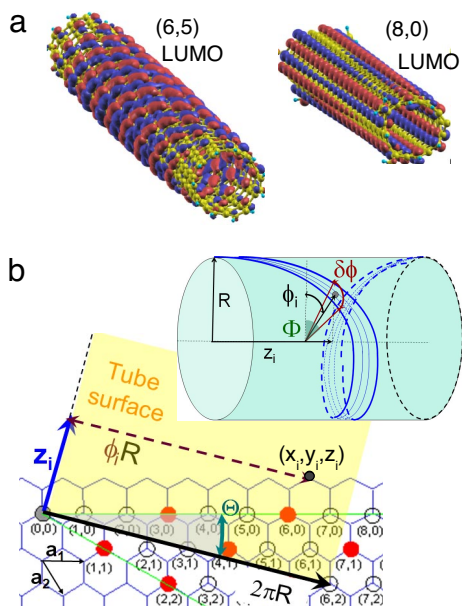 a
(6,5)
LUMO
(8,0)
LUMO
b
R
δϕ
ϕi
Φ
zi
Tube
surface
zi
ϕiR
(xi,yi,zi)
Θ
(0,0) (1,0) (2,0) (3,0) (4,0) (5,0) (6,0) (7,0) (8,0)
a1
(1,1) (2,1) (3,1) (4,1) (5,1) (6,1) (7,1)
a2
(2,2) (3,2) 2πR (6,2) (7,2)